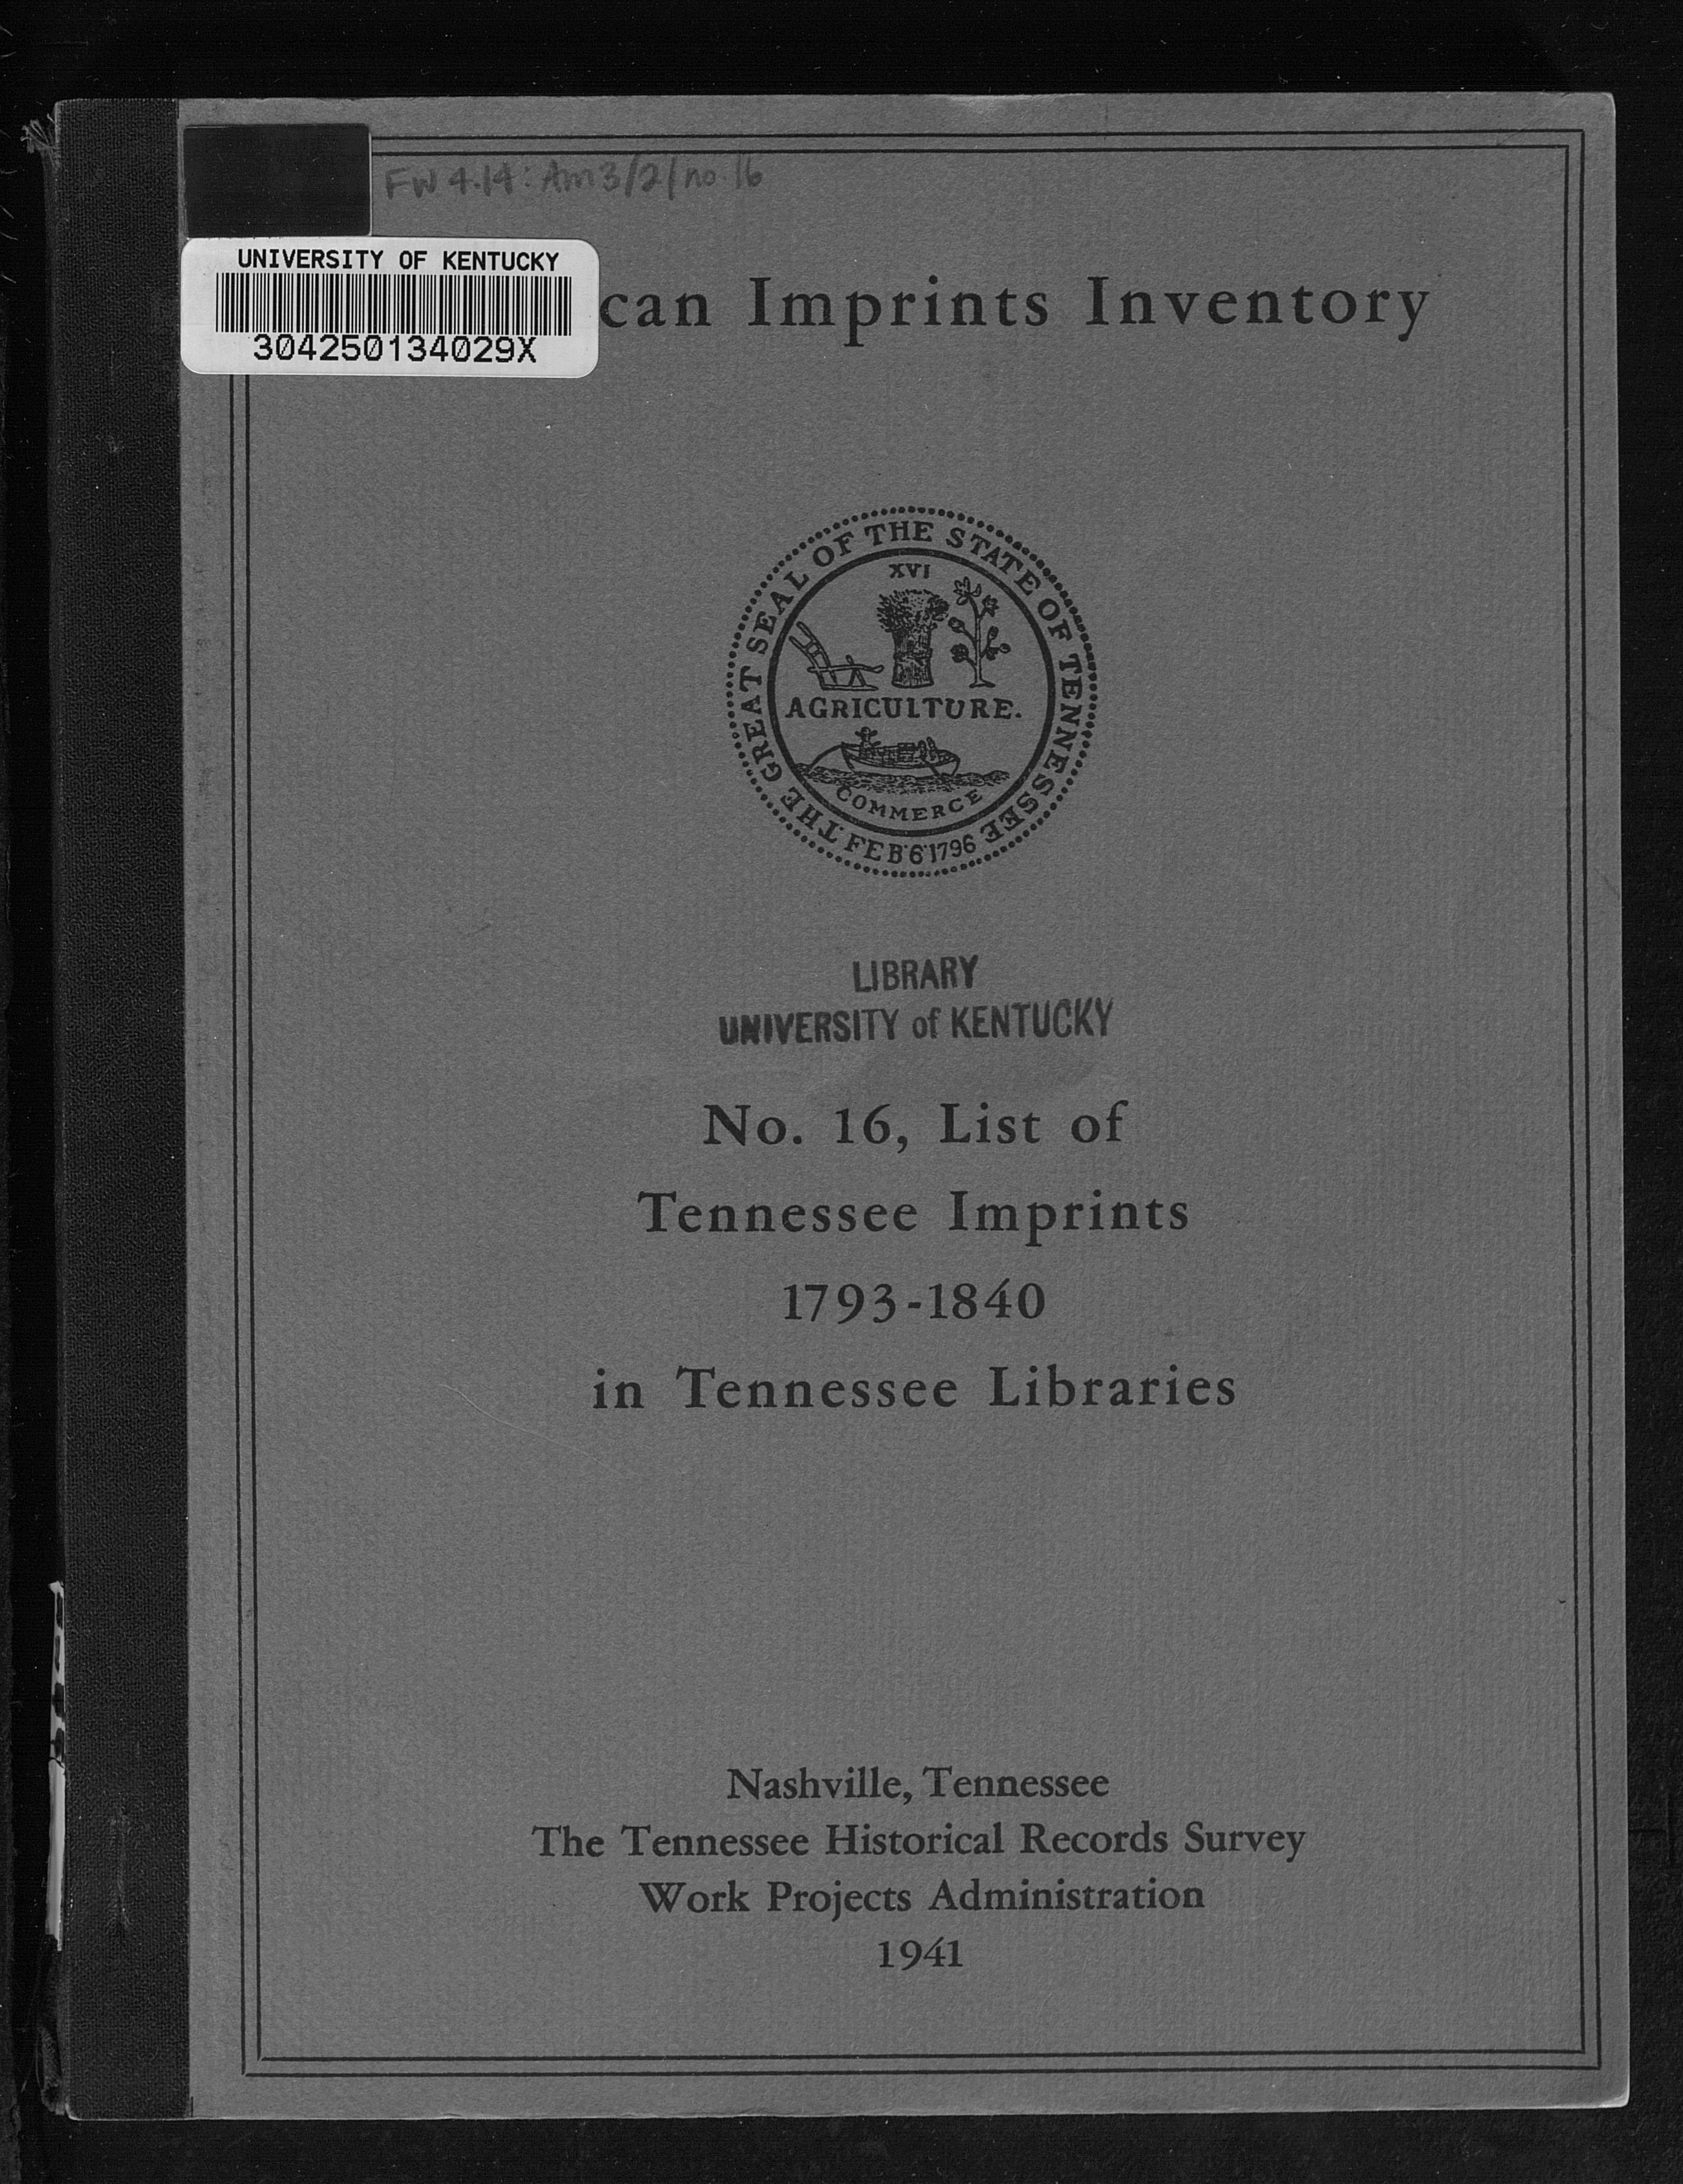 FW 4.14: Am3/2/no.16
UNIVERSITY OF KENTUCKY
304250134029X
can Imprints Inventory
THE GREAT SEAL OF THE STATE OF TENNESSEE
XVI
AGRICULTURE.
COMMERCE
FEB 6 1796
LIBRARY
UNIVERSITY of KENTUCKY
No. 16, List of
Tennessee Imprints
1793-1840
in Tennessee Libraries
Nashville, Tennessee
The Tennessee Historical Records Survey
Work Projects Administration
1941